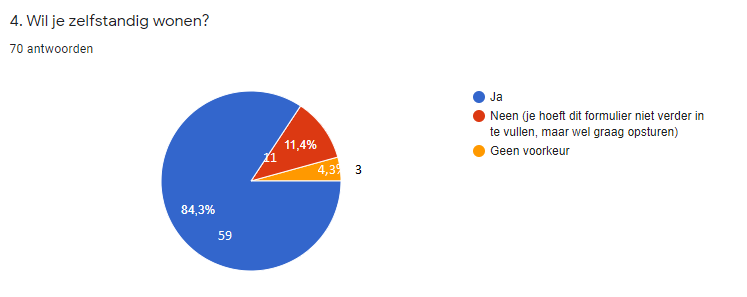 4. Wil je zelfstandig wonen?
70 antwoorden
Ja
Neen (je hoeft dit formulier niet verder in
te vullen, maar wel graag opsturen)
Geen voorkeur
11,4%
11
4,3%
3
84,3%
59